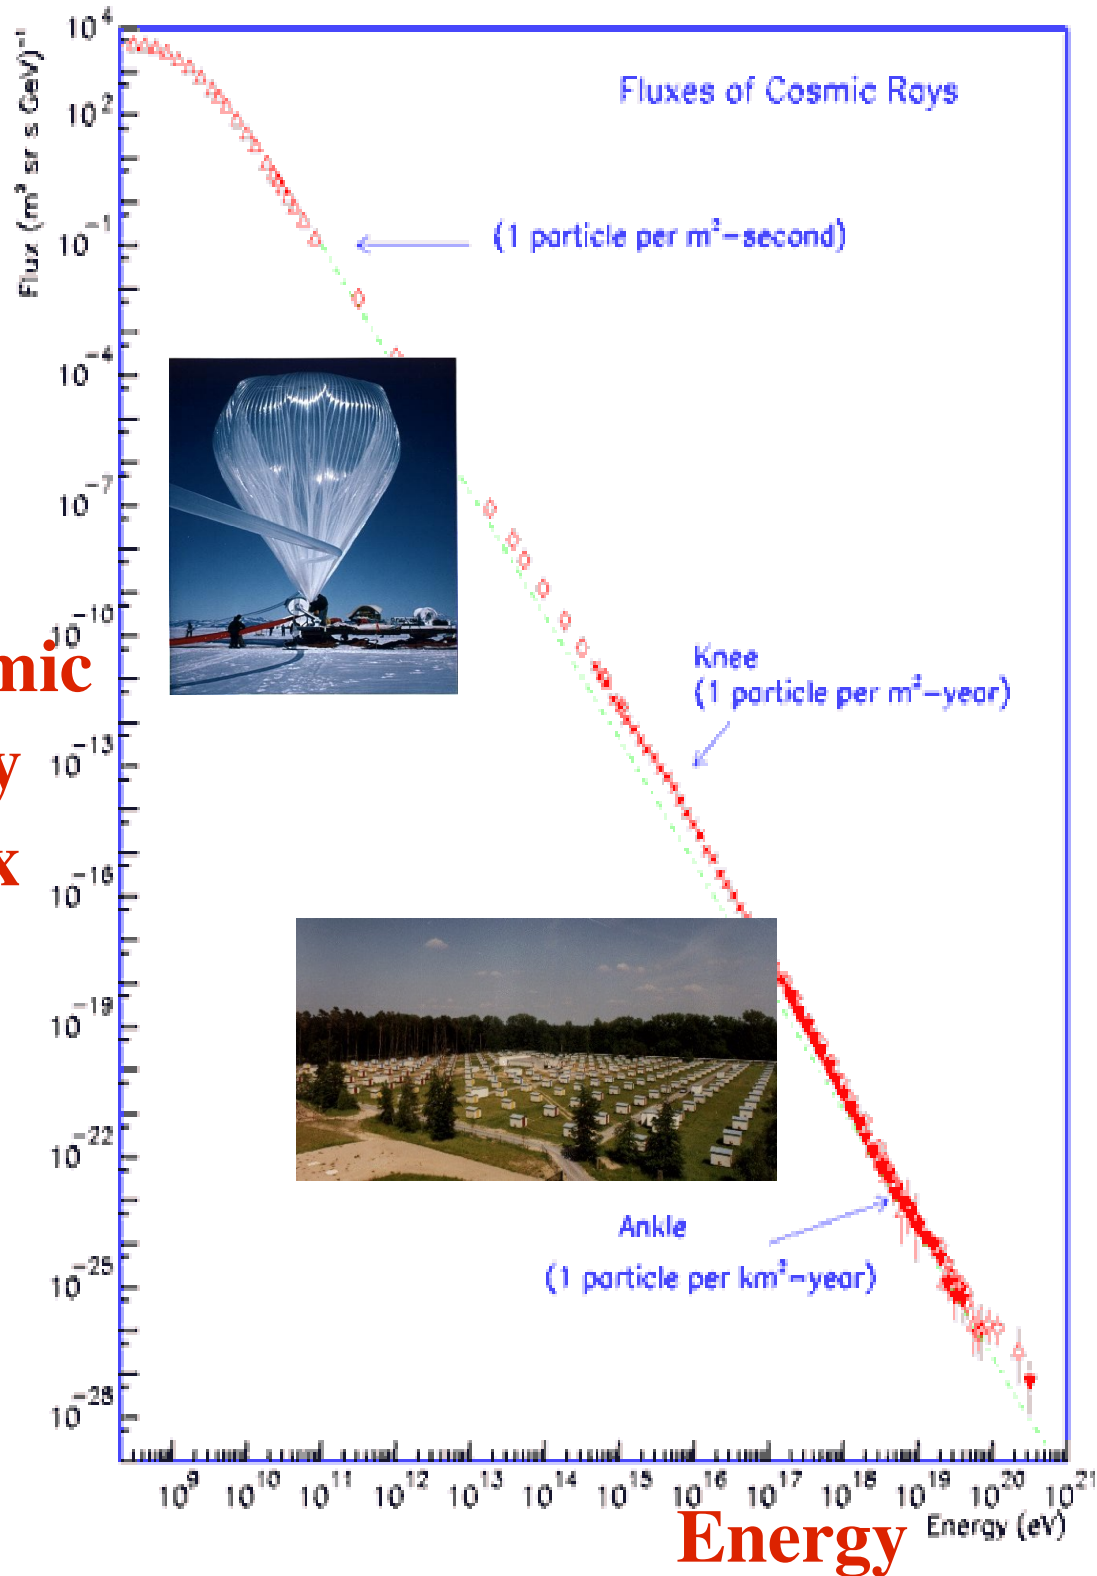 Fluxes of Cosmic Rays
Flux (m² sr s GeV)⁻¹
10⁴
10²
10⁻¹
10⁻⁴
10⁻⁷
10⁻¹⁰
10⁻¹³
10⁻¹⁶
10⁻¹⁹
10⁻²²
10⁻²⁵
10⁻²⁸
(1 particle per m²-second)
mic
y
x
Knee
(1 particle per m²-year)
Ankle
(1 particle per km²-year)
10⁹ 10¹⁰ 10¹¹ 10¹² 10¹³ 10¹⁴ 10¹⁵ 10¹⁶ 10¹⁷ 10¹⁸ 10¹⁹ 10²⁰ 10²¹
Energy (eV)
Energy